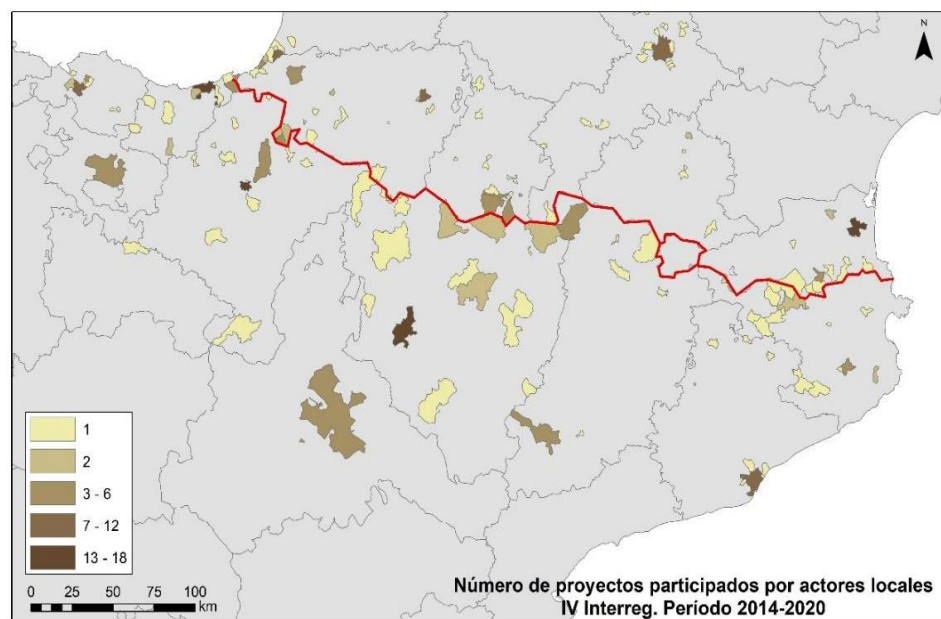 N
1
2
3 - 6
7 - 12
13 - 18
0 25 50 75 100
km
Número de proyectos participados por actores locales
IV Interreg. Período 2014-2020